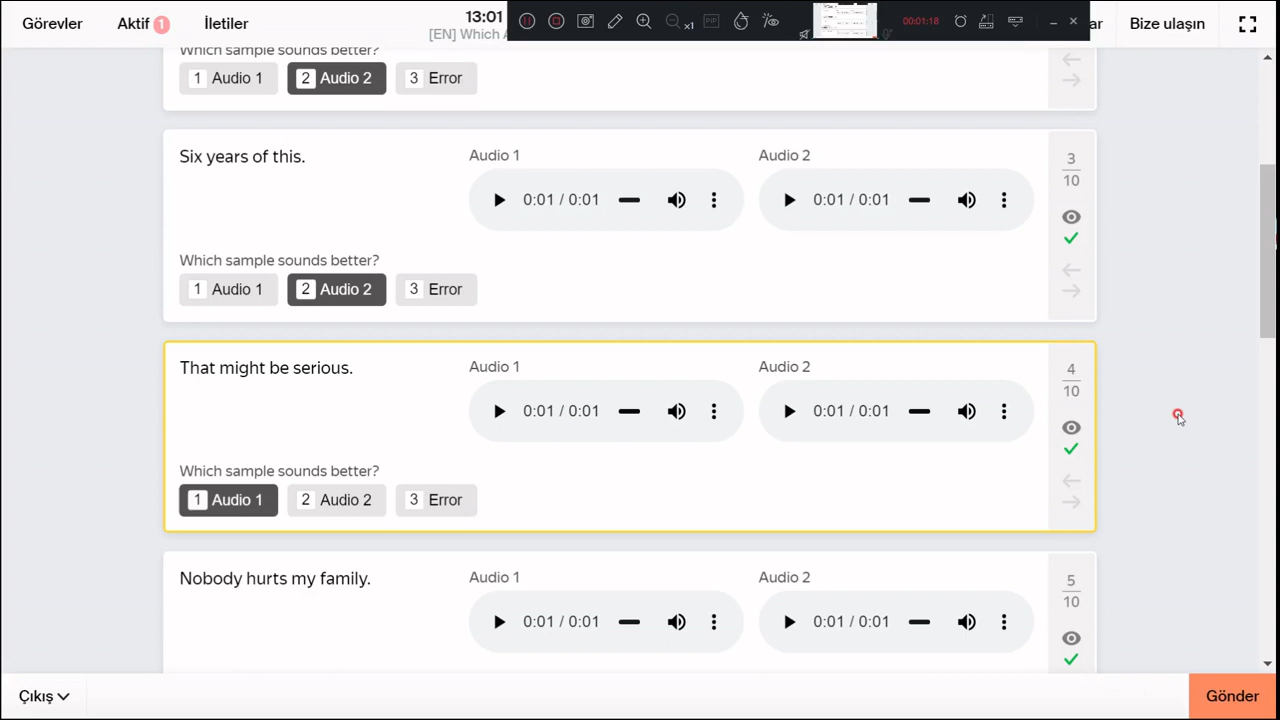 Görevler Aktif 1 İletiler 13:01 x1 PIP 00:01:18 ar Bize ulaşın
[EN] Which A
Which sample sounds better?
1 Audio 1 2 Audio 2 3 Error
Six years of this. Audio 1 Audio 2 3
10
0:01 / 0:01 0:01 / 0:01
Which sample sounds better?
1 Audio 1 2 Audio 2 3 Error
That might be serious. Audio 1 Audio 2 4
10
0:01 / 0:01 0:01 / 0:01
Which sample sounds better?
1 Audio 1 2 Audio 2 3 Error
Nobody hurts my family. Audio 1 Audio 2 5
10
0:01 / 0:01 0:01 / 0:01
Çıkış Gönder